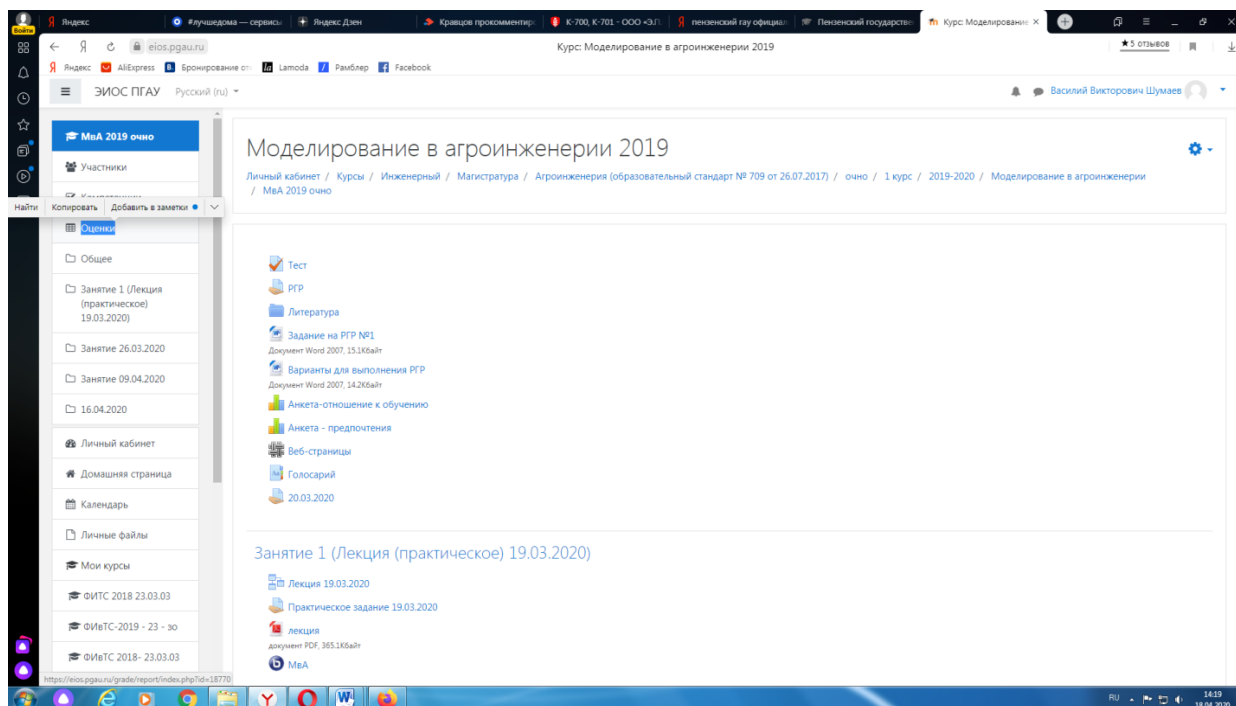 Яндекс
#лучшедома — сервисы
Яндекс Дзен
Кравцов прокомментиро
К-700, К-701 - ООО «З.П.
пензенский гау официал
Пензенский государстве
Курс: Моделирование
Войти
eios.pgau.ru
Курс: Моделирование в агроинженерии 2019
★ 5 отзывов
Яндекс
AliExpress
Бронирование оте
Lamoda
Рамблер
Facebook
ЭИОС ПГАУ
Русский (ru)
Василий Викторович Шумаев
МвА 2019 очно
Участники
Найти Копировать Добавить в заметки
Оценки
Общее
Занятие 1 (Лекция
(практическое)
19.03.2020)
Занятие 26.03.2020
Занятие 09.04.2020
16.04.2020
Личный кабинет
Домашняя страница
Календарь
Личные файлы
Мои курсы
ФИТС 2018 23.03.03
ФИвТС-2019 - 23 - зо
ФИвТС 2018- 23.03.03
Моделирование в агроинженерии 2019
Личный кабинет / Курсы / Инженерный / Магистратура / Агроинженерия (образовательный стандарт № 709 от 26.07.2017) / очно / 1 курс / 2019-2020 / Моделирование в агроинженерии
/ МвА 2019 очно
Тест
РГР
Литература
Задание на РГР №1
Документ Word 2007, 15.1Кбайт
Варианты для выполнения РГР
Документ Word 2007, 14.2Кбайт
Анкета-отношение к обучению
Анкета - предпочтения
Веб-страницы
Голосарий
20.03.2020
Занятие 1 (Лекция (практическое) 19.03.2020)
Лекция 19.03.2020
Практическое задание 19.03.2020
лекция
документ PDF, 365.1Кбайт
МвА
https://eios.pgau.ru/grade/report/index.php?id=18770
RU
14:19
18.04.2020